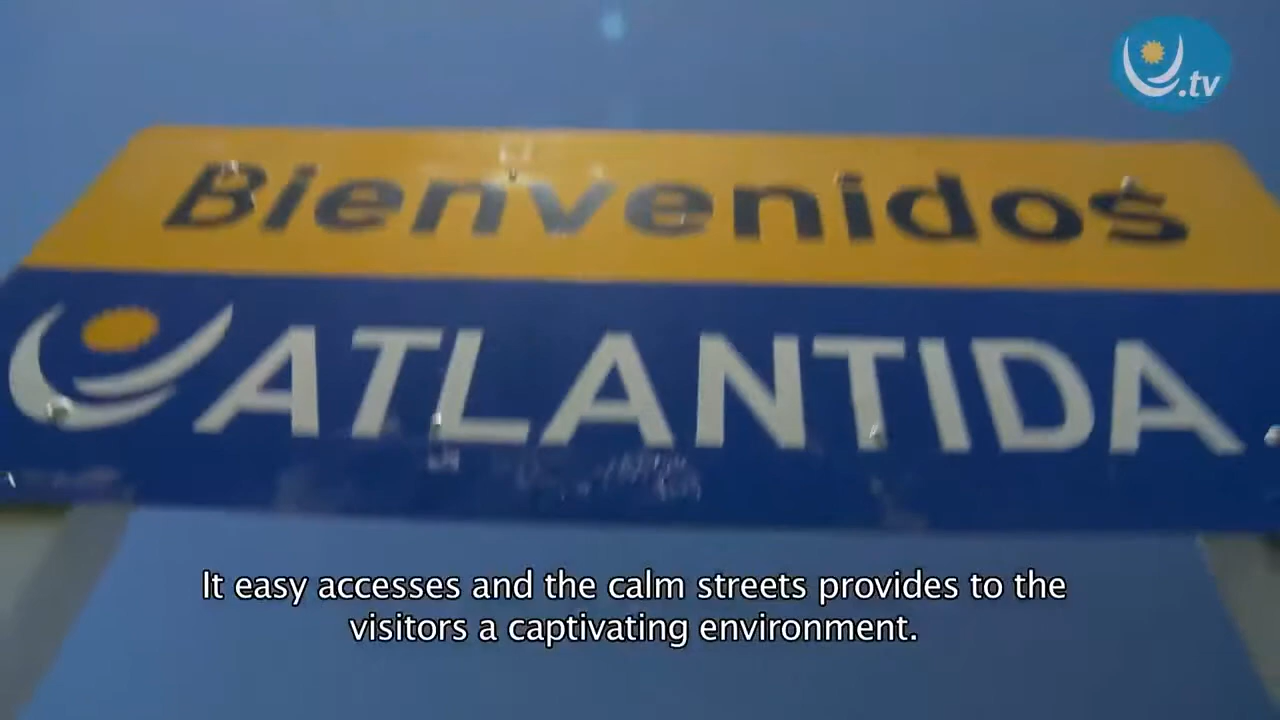 .tv
Bienvenidos
ATLANTIDA
It easy accesses and the calm streets provides to the
visitors a captivating environment.